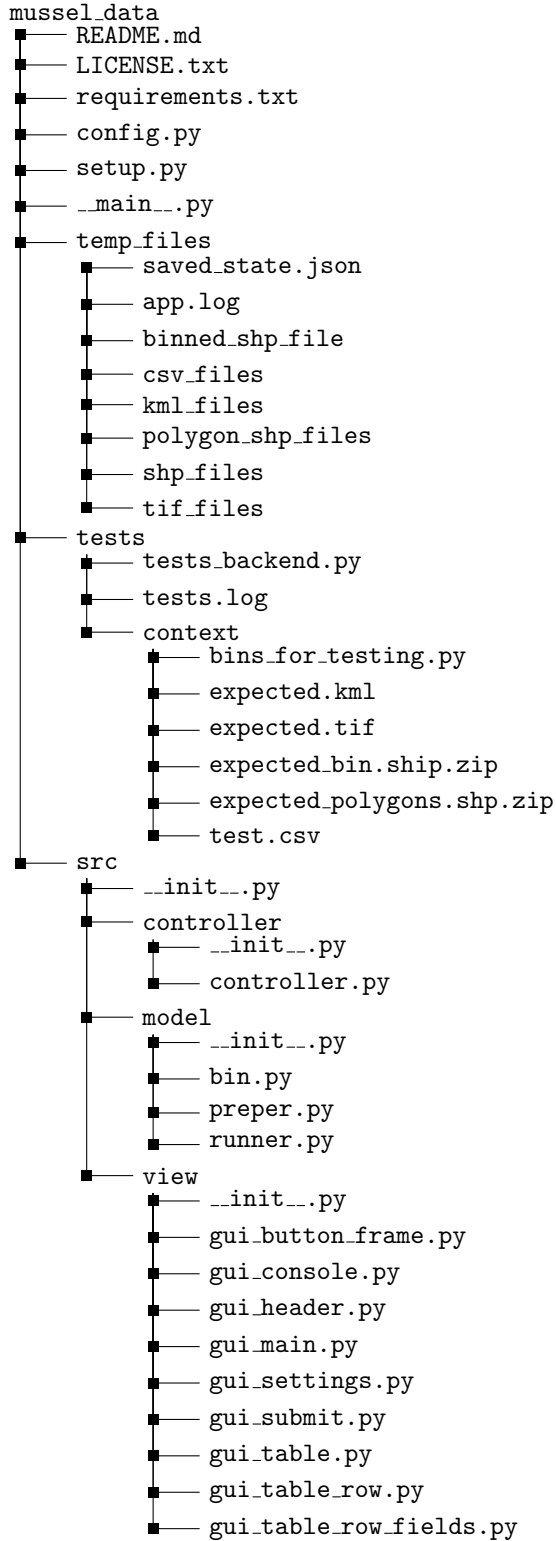 mussel_data
README.md
LICENSE.txt
requirements.txt
config.py
setup.py
__main__.py
temp_files
saved_state.json
app.log
binned_shp_file
csv_files
kml_files
polygon_shp_files
shp_files
tif_files
tests
tests_backend.py
tests.log
context
bins_for_testing.py
expected.kml
expected.tif
expected_bin.ship.zip
expected_polygons.shp.zip
test.csv
src
__init__.py
controller
__init__.py
controller.py
model
__init__.py
bin.py
preper.py
runner.py
view
__init__.py
gui_button_frame.py
gui_console.py
gui_header.py
gui_main.py
gui_settings.py
gui_submit.py
gui_table.py
gui_table_row.py
gui_table_row_fields.py